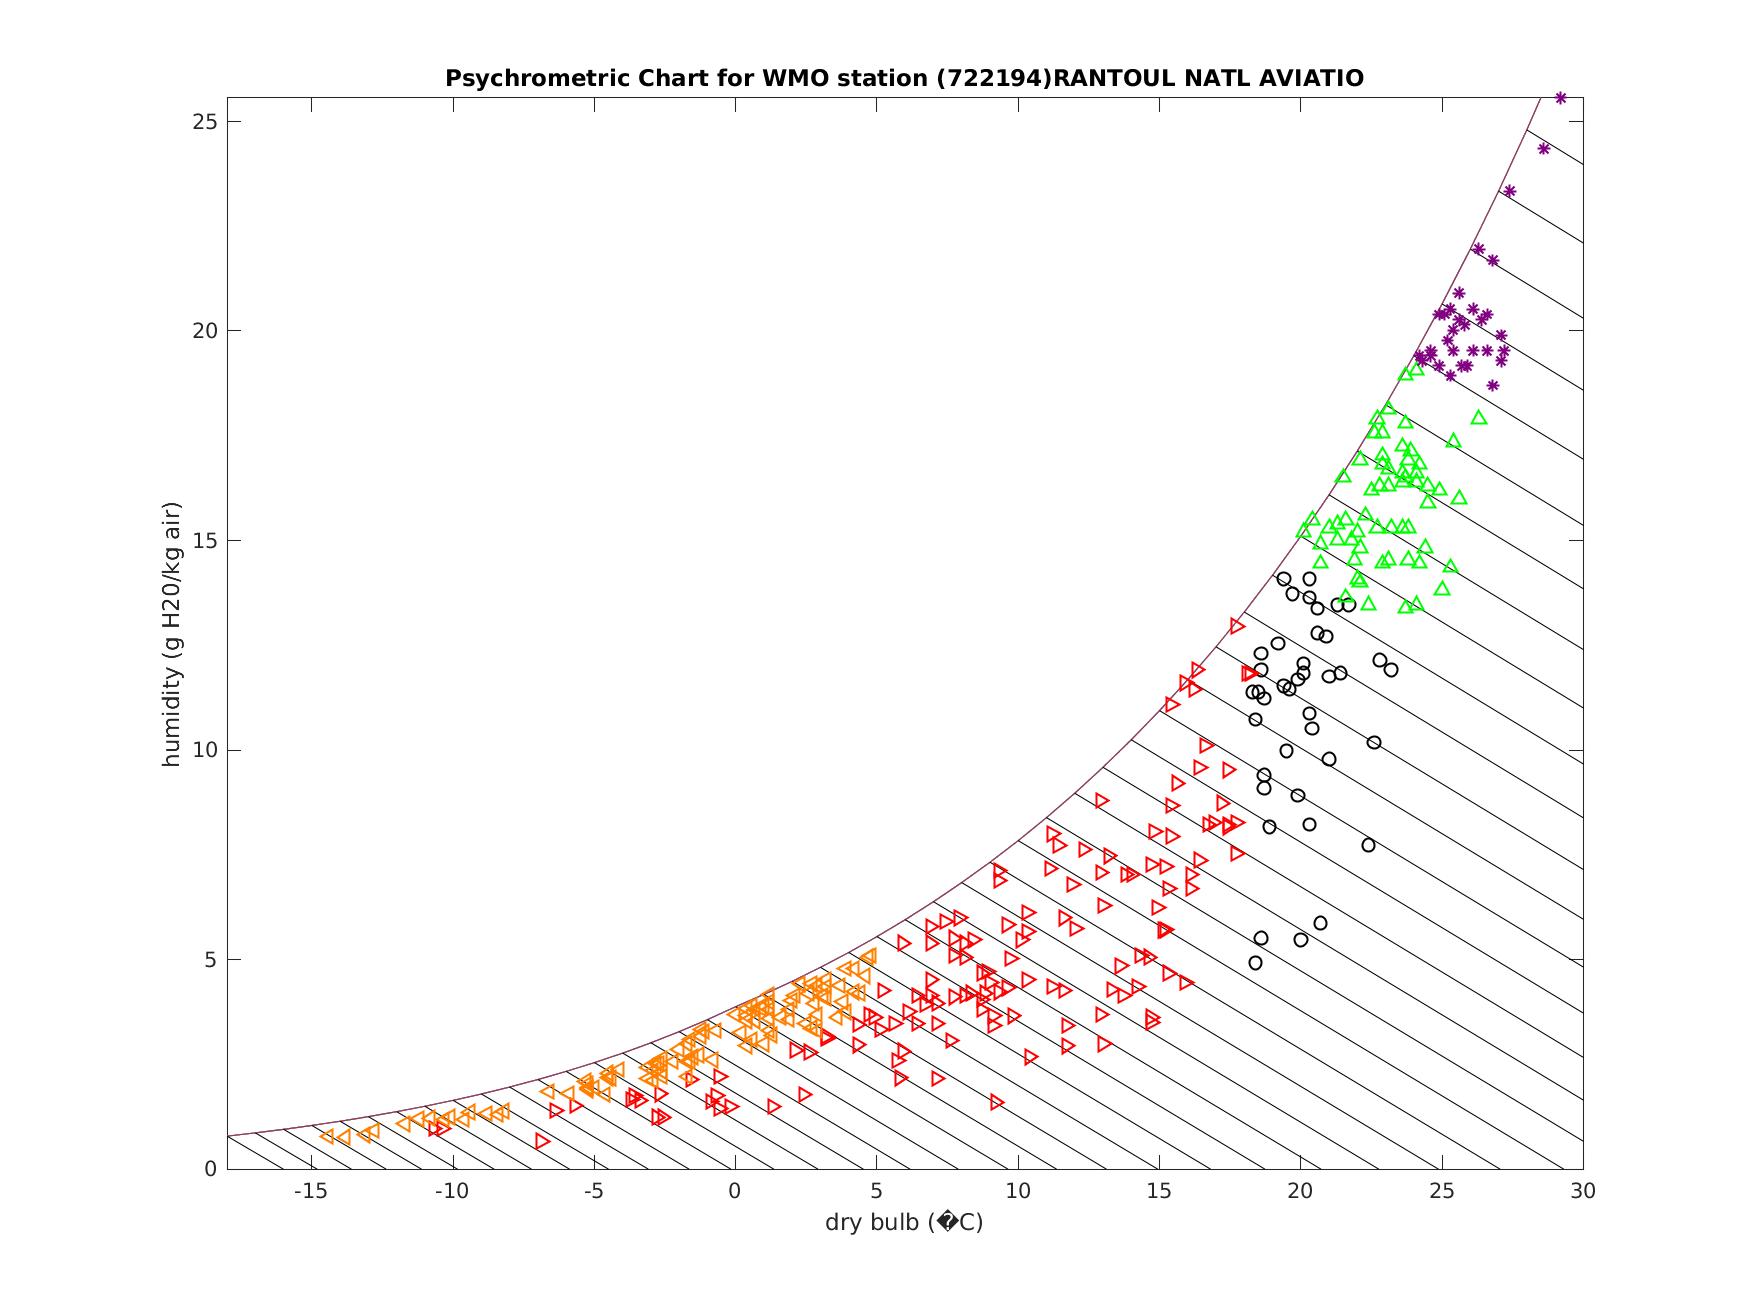 Psychrometric Chart for WMO station (722194)RANTOUL NATL AVIATIO
25
20
15
10
5
0
humidity (g H20/kg air)
-15 -10 -5 0 5 10 15 20 25 30
dry bulb (�C)